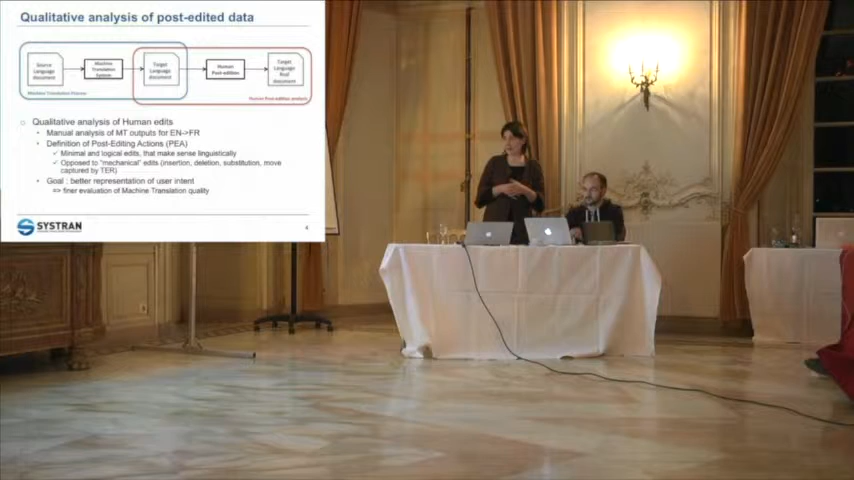 Qualitative analysis of post-edited data
Source
Language
document
Machine
Translation
System
Target
Language
document
Human
Post-edition
Target
Language
Final
document
Machine Translation Process
Human Post-edition analysis
Qualitative analysis of Human edits
Manual analysis of MT outputs for EN->FR
Definition of Post-Editing Actions (PEA)
Minimal and logical edits, that make sense linguistically
Opposed to "mechanical" edits (insertion, deletion, substitution, move
captured by TER)
Goal : better representation of user intent
=> finer evaluation of Machine Translation quality
SYSTRAN
4